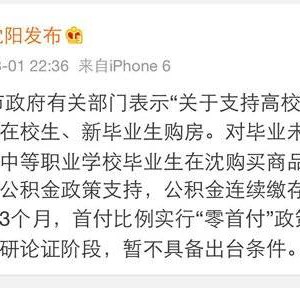 沈阳发布
-01 22:36 来自iPhone 6
市政府有关部门表示“关于支持高校
在校生、新毕业生购房。对毕业未
中等职业学校毕业生在沈购买商品
公积金政策支持，公积金连续缴存
3个月，首付比例实行“零首付”政策
研论证阶段，暂不具备出台条件。